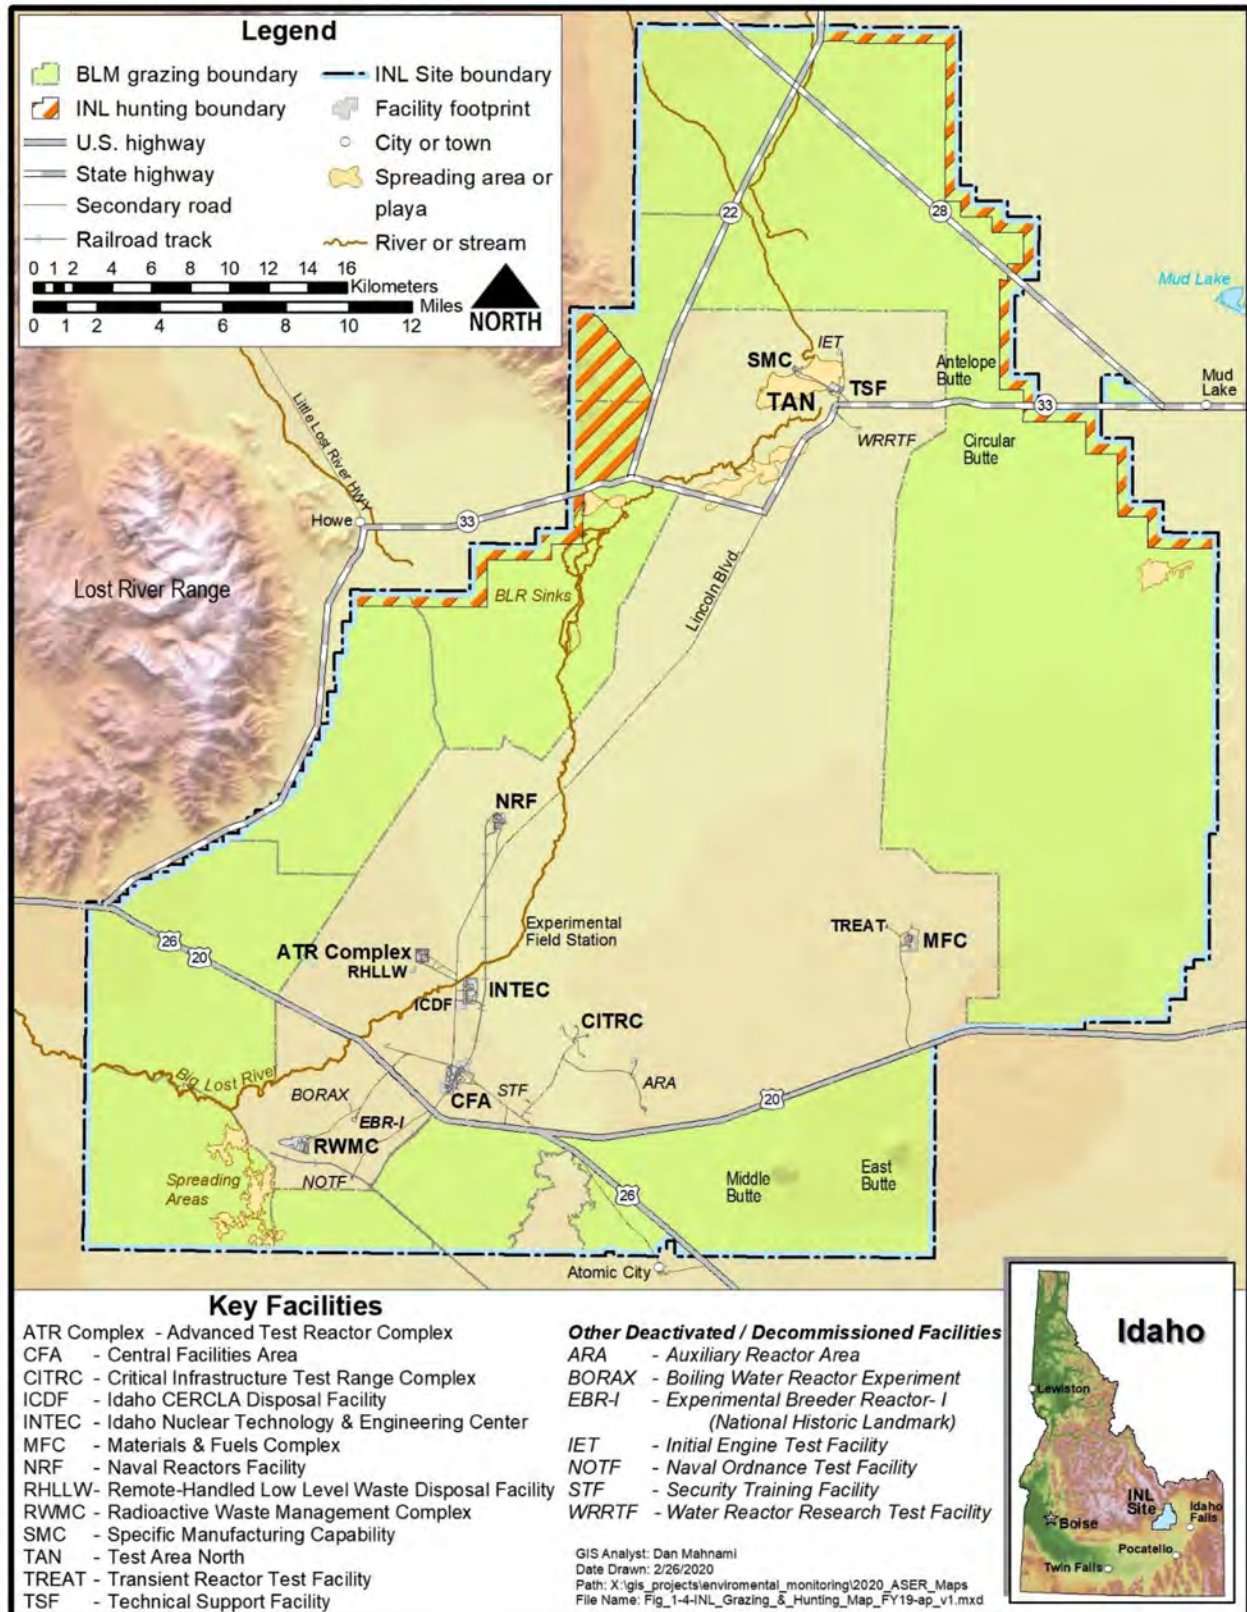 Legend
BLM grazing boundary
INL hunting boundary
U.S. highway
State highway
Secondary road
Railroad track
INL Site boundary
Facility footprint
City or town
Spreading area or
playa
River or stream
0 1 2 4 6 8 10 12 14 16
Kilometers
Miles
0 1 2 4 6 8 10 12
NORTH
22
28
Mud Lake
IET
SMC
TSF
TAN
Antelope
Butte
Mud
Lake
33
WRRTF
Circular
Butte
Little Lost River HWY
Howe
33
Lost River Range
BLR Sinks
Lincoln Blvd.
NRF
Experimental
Field Station
TREAT
MFC
26
20
ATR Complex
RHLLW
INTEC
ICDF
CITRC
Big Lost River
BORAX
STF
ARA
CFA
EBR-I
20
RWMC
NOTF
Spreading
Areas
Middle
Butte
East
Butte
26
Atomic City
Key Facilities
ATR Complex - Advanced Test Reactor Complex
CFA - Central Facilities Area
CITRC - Critical Infrastructure Test Range Complex
ICDF - Idaho CERCLA Disposal Facility
INTEC - Idaho Nuclear Technology & Engineering Center
MFC - Materials & Fuels Complex
NRF - Naval Reactors Facility
RHLLW- Remote-Handled Low Level Waste Disposal Facility
RWMC - Radioactive Waste Management Complex
SMC - Specific Manufacturing Capability
TAN - Test Area North
TREAT - Transient Reactor Test Facility
TSF - Technical Support Facility
Other Deactivated / Decommissioned Facilities
ARA - Auxiliary Reactor Area
BORAX - Boiling Water Reactor Experiment
EBR-I - Experimental Breeder Reactor- I
(National Historic Landmark)
IET - Initial Engine Test Facility
NOTF - Naval Ordnance Test Facility
STF - Security Training Facility
WRRTF - Water Reactor Research Test Facility
GIS Analyst: Dan Mahnami
Date Drawn: 2/26/2020
Path: X:\gis_projects\enviromental_monitoring\2020_ASER_Maps
File Name: Fig_1-4-INL_Grazing_&_Hunting_Map_FY19-ap_v1.mxd
Idaho
Lewiston
INL
Site
Idaho
Falls
Boise
Pocatello
Twin Falls